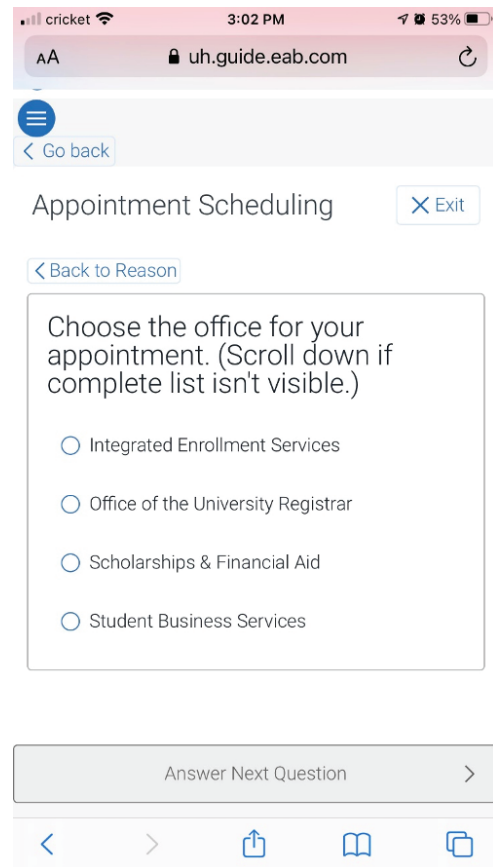 cricket 3:02 PM 53%
AA uh.guide.eab.com
Go back
Appointment Scheduling Exit
Back to Reason
Choose the office for your
appointment. (Scroll down if
complete list isn't visible.)
Integrated Enrollment Services
Office of the University Registrar
Scholarships & Financial Aid
Student Business Services
Answer Next Question